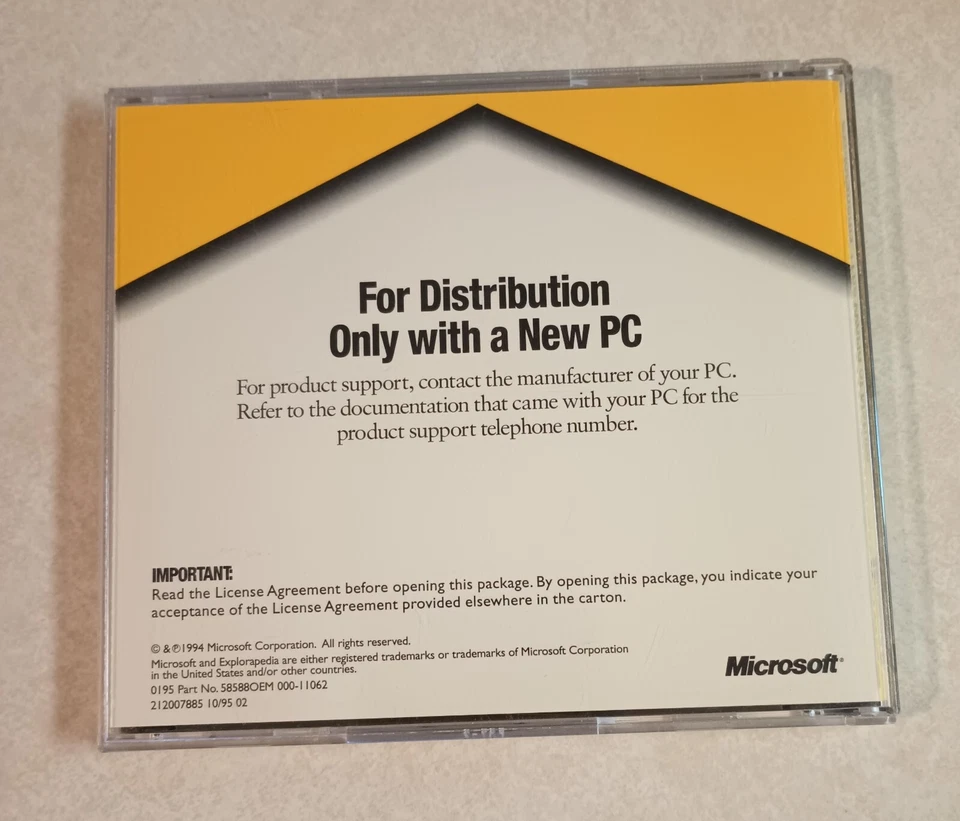 For Distribution
Only with a New PC
For product support, contact the manufacturer of your PC.
Refer to the documentation that came with your PC for the
product support telephone number.
IMPORTANT:
Read the License Agreement before opening this package. By opening this package, you indicate your
acceptance of the License Agreement provided elsewhere in the carton.
© & ℗1994 Microsoft Corporation. All rights reserved.
Microsoft and Explorapedia are either registered trademarks or trademarks of Microsoft Corporation
in the United States and/or other countries.
0195 Part No. 58588OEM 000-11062
212007885 10/95 02
Microsoft®